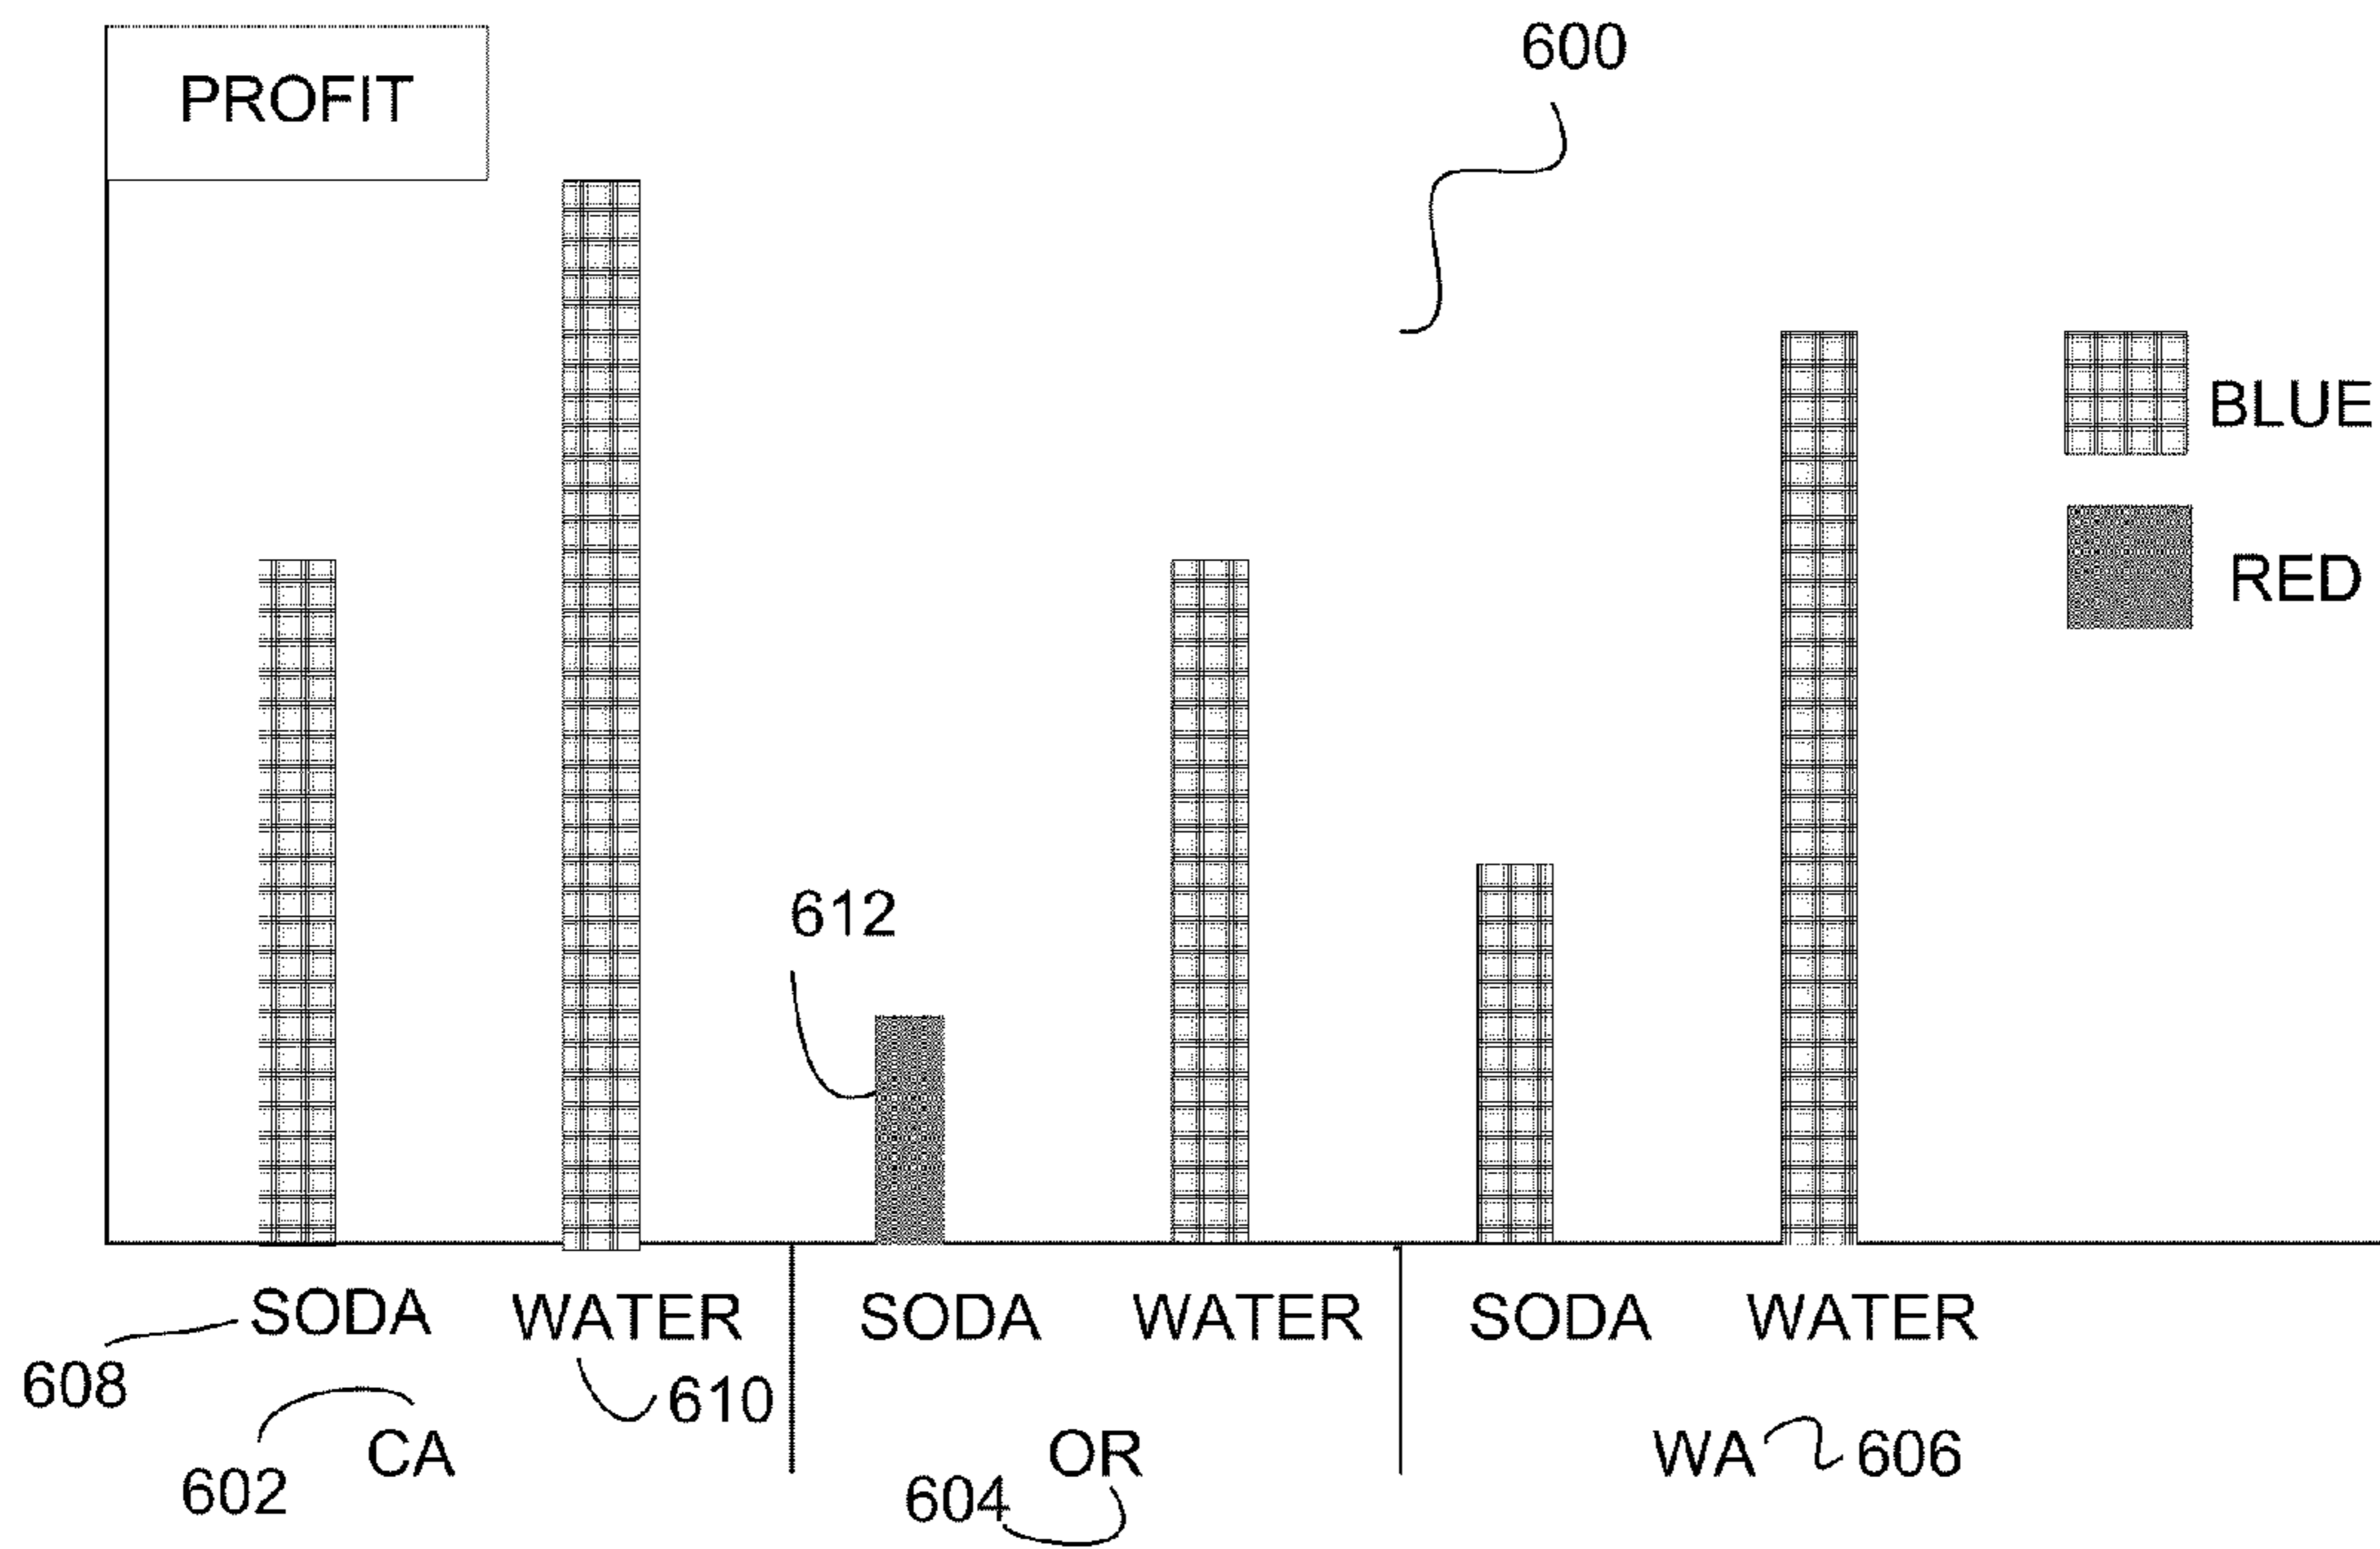 PROFIT
600
BLUE
RED
612
SODA WATER SODA WATER SODA WATER
608 610
602 CA 604 OR WA 606